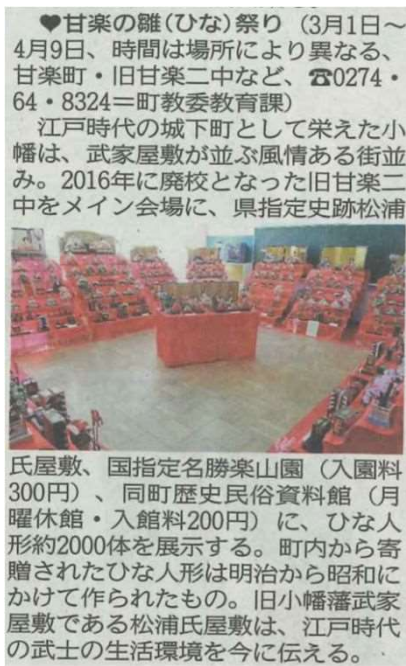 ♥甘楽の雛(ひな)祭り（3月1日～
4月9日、時間は場所により異なる、
甘楽町・旧甘楽二中など、☎0274・
64・8324＝町教委教育課）
　江戸時代の城下町として栄えた小
幡は、武家屋敷が並ぶ風情ある街並
み。2016年に廃校となった旧甘楽二
中をメイン会場に、県指定史跡松浦
氏屋敷、国指定名勝楽山園（入園料
300円）、同町歴史民俗資料館（月
曜休館・入館料200円）に、ひな人
形約2000体を展示する。町内から寄
贈されたひな人形は明治から昭和に
かけて作られたもの。旧小幡藩武家
屋敷である松浦氏屋敷は、江戸時代
の武士の生活環境を今に伝える。